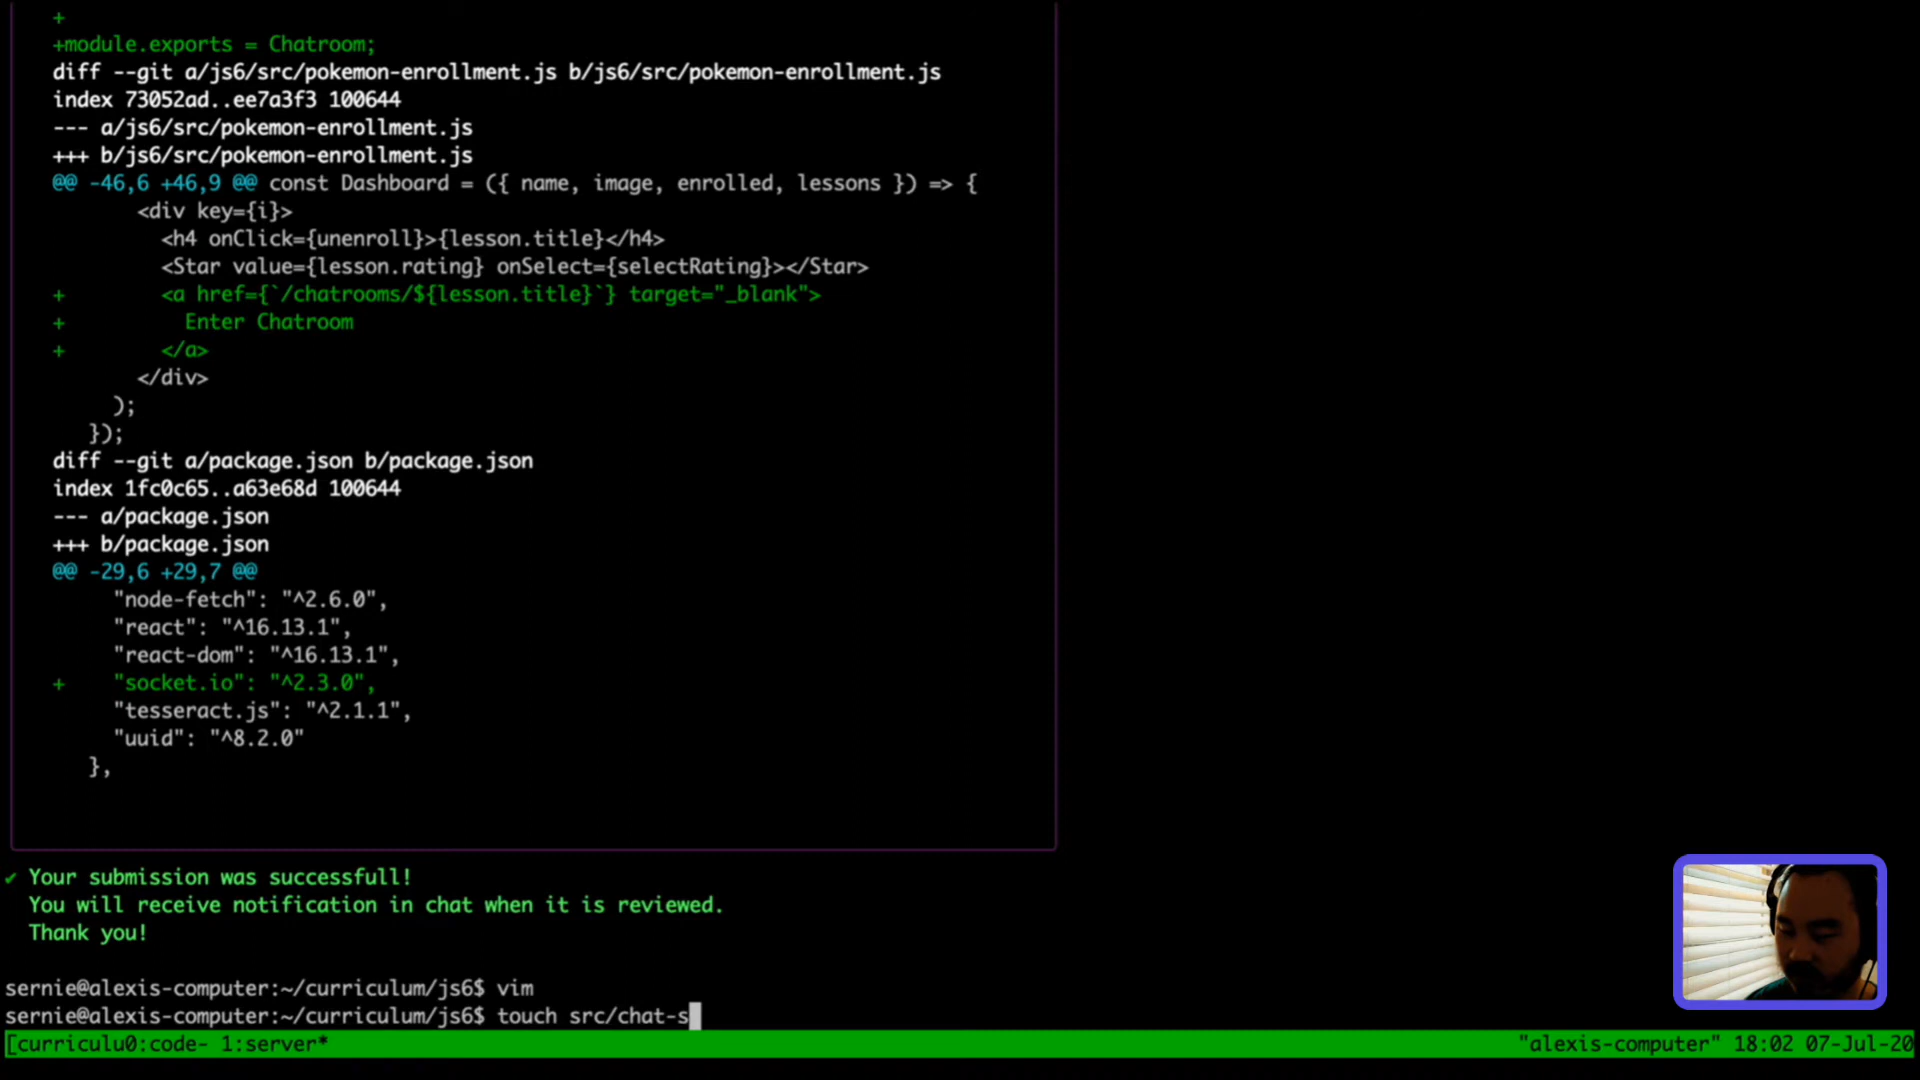 +
+module.exports = Chatroom;
diff --git a/js6/src/pokemon-enrollment.js b/js6/src/pokemon-enrollment.js
index 73052ad..ee7a3f3 100644
--- a/js6/src/pokemon-enrollment.js
+++ b/js6/src/pokemon-enrollment.js
@@ -46,6 +46,9 @@ const Dashboard = ({ name, image, enrolled, lessons }) => {
<div key={i}>
<h4 onClick={unenroll}>{lesson.title}</h4>
<Star value={lesson.rating} onSelect={selectRating}></Star>
+ <a href={`/chatrooms/${lesson.title}`} target="_blank">
+ Enter Chatroom
+ </a>
</div>
);
});
diff --git a/package.json b/package.json
index 1fc0c65..a63e68d 100644
--- a/package.json
+++ b/package.json
@@ -29,6 +29,7 @@
"node-fetch": "^2.6.0",
"react": "^16.13.1",
"react-dom": "^16.13.1",
+ "socket.io": "^2.3.0",
"tesseract.js": "^2.1.1",
"uuid": "^8.2.0"
},
✔ Your submission was successfull!
You will receive notification in chat when it is reviewed.
Thank you!
sernie@alexis-computer:~/curriculum/js6$ vim
sernie@alexis-computer:~/curriculum/js6$ touch src/chat-s
[curriculu0:code- 1:server* "alexis-computer" 18:02 07-Jul-20